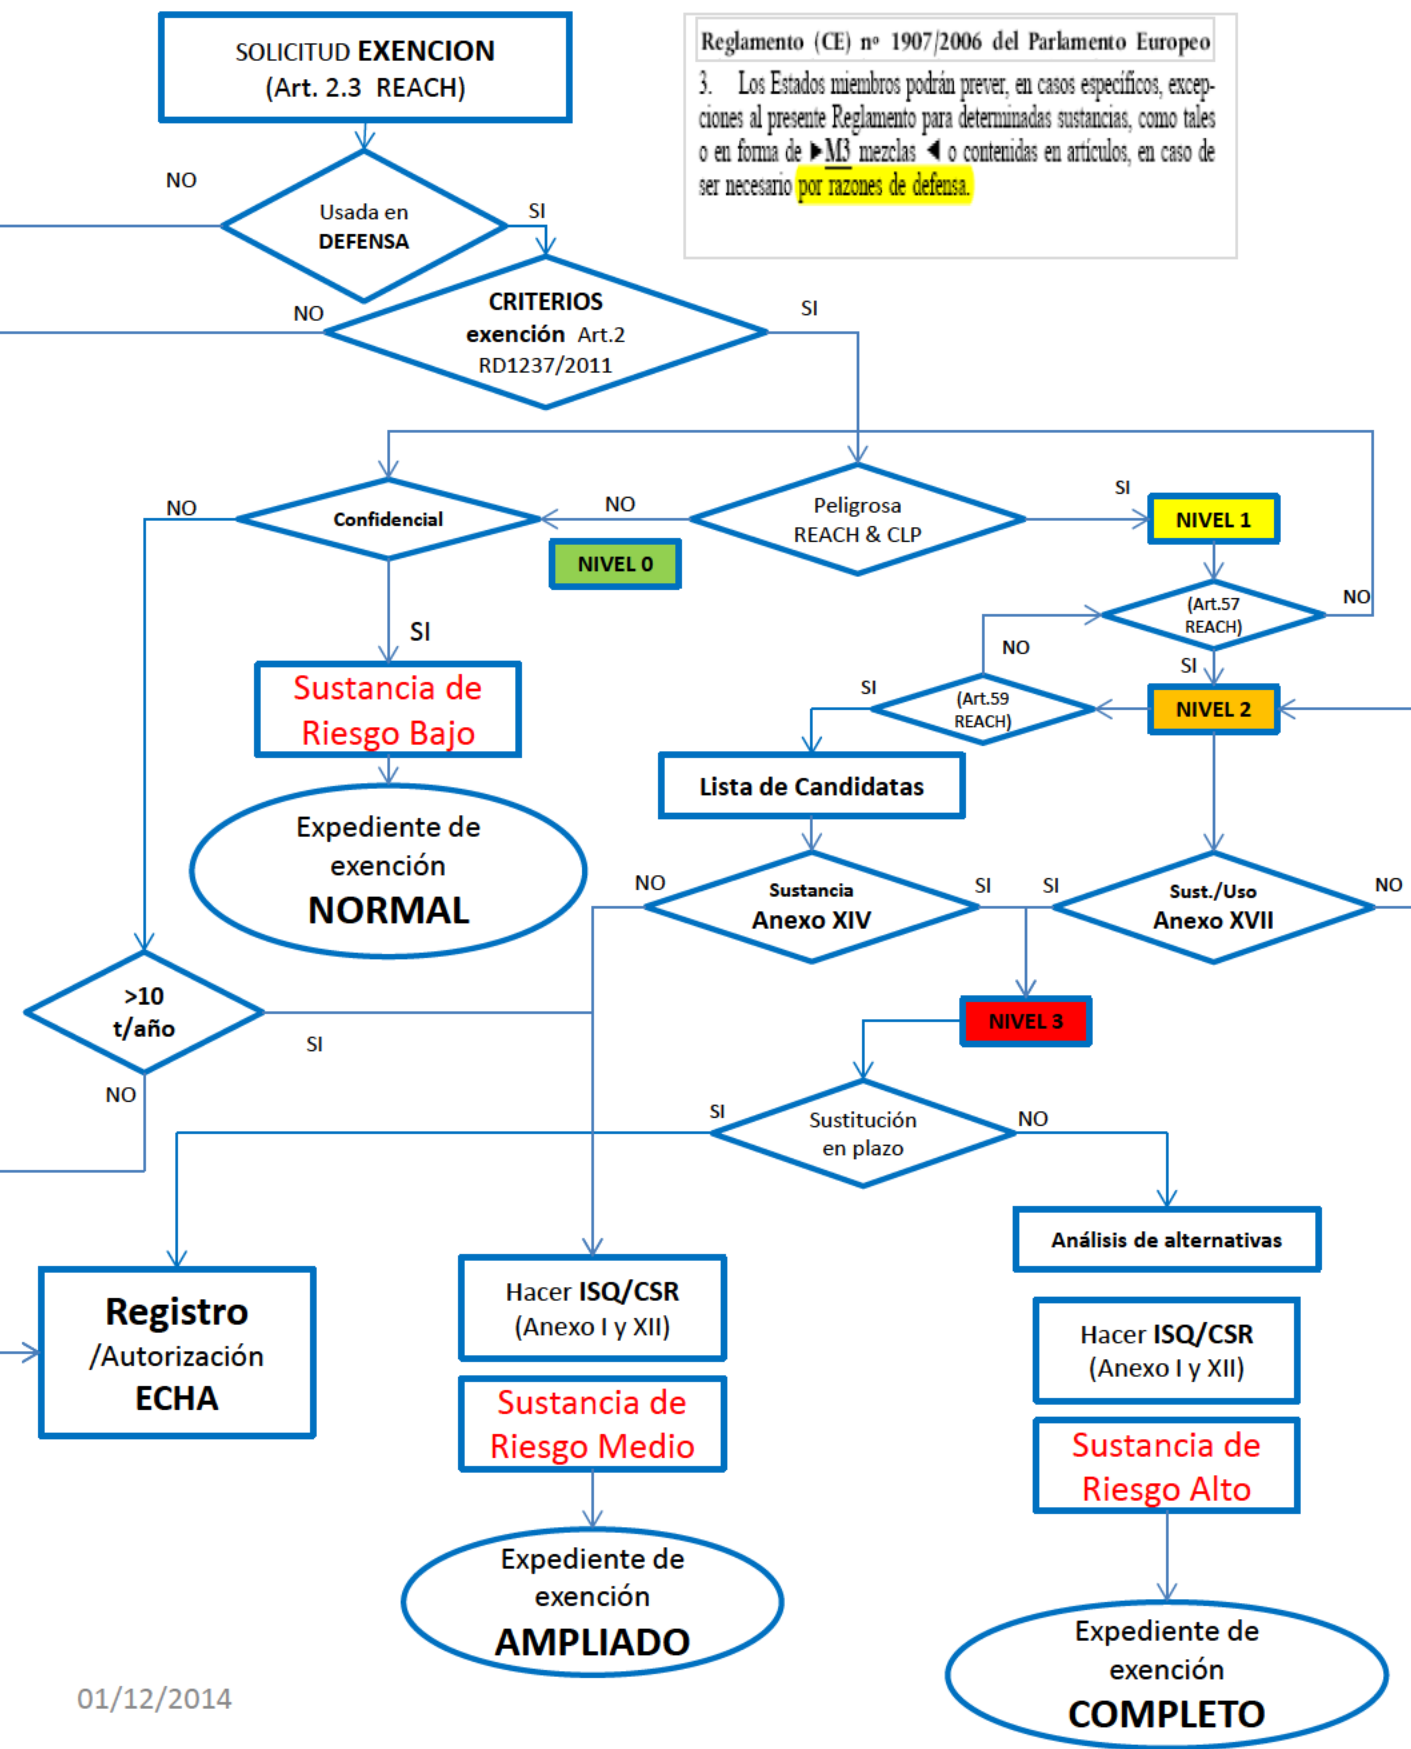 SOLICITUD EXENCION
(Art. 2.3 REACH)
Reglamento (CE) nº 1907/2006 del Parlamento Europeo
3. Los Estados miembros podrán prever, en casos específicos, excep-
ciones al presente Reglamento para determinadas sustancias, como tales
o en forma de ►M3 mezclas ◄ o contenidas en artículos, en caso de
ser necesario por razones de defensa.
NO
Usada en
DEFENSA
SI
NO
CRITERIOS
exención Art.2
RD1237/2011
SI
NO
Confidencial
NO
NIVEL 0
Peligrosa
REACH & CLP
SI
NIVEL 1
(Art.57
REACH)
NO
SI
NO
SI
(Art.59
REACH)
NIVEL 2
SI
Sustancia de
Riesgo Bajo
Lista de Candidatas
Expediente de
exención
NORMAL
NO
Sustancia
Anexo XIV
SI
SI
Sust./Uso
Anexo XVII
NO
>10
t/año
SI
NO
NIVEL 3
SI
Sustitución
en plazo
NO
Análisis de alternativas
Registro
/Autorización
ECHA
Hacer ISQ/CSR
(Anexo I y XII)
Hacer ISQ/CSR
(Anexo I y XII)
Sustancia de
Riesgo Medio
Sustancia de
Riesgo Alto
Expediente de
exención
AMPLIADO
Expediente de
exención
COMPLETO
01/12/2014